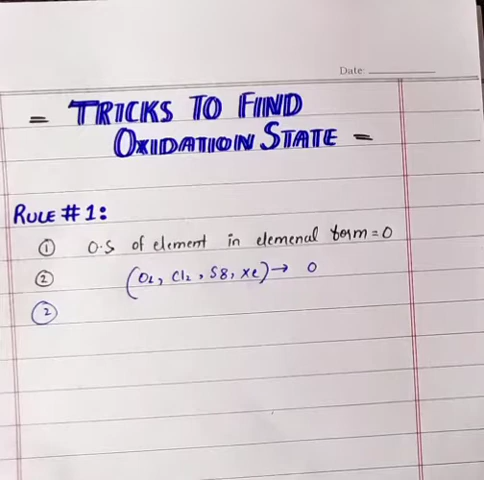 Date:
= TRICKS TO FIND
OXIDATION STATE =
RULE # 1:
① O.S of element in elemenal form = 0
② (O2, Cl2, S8, Xe) → 0
②